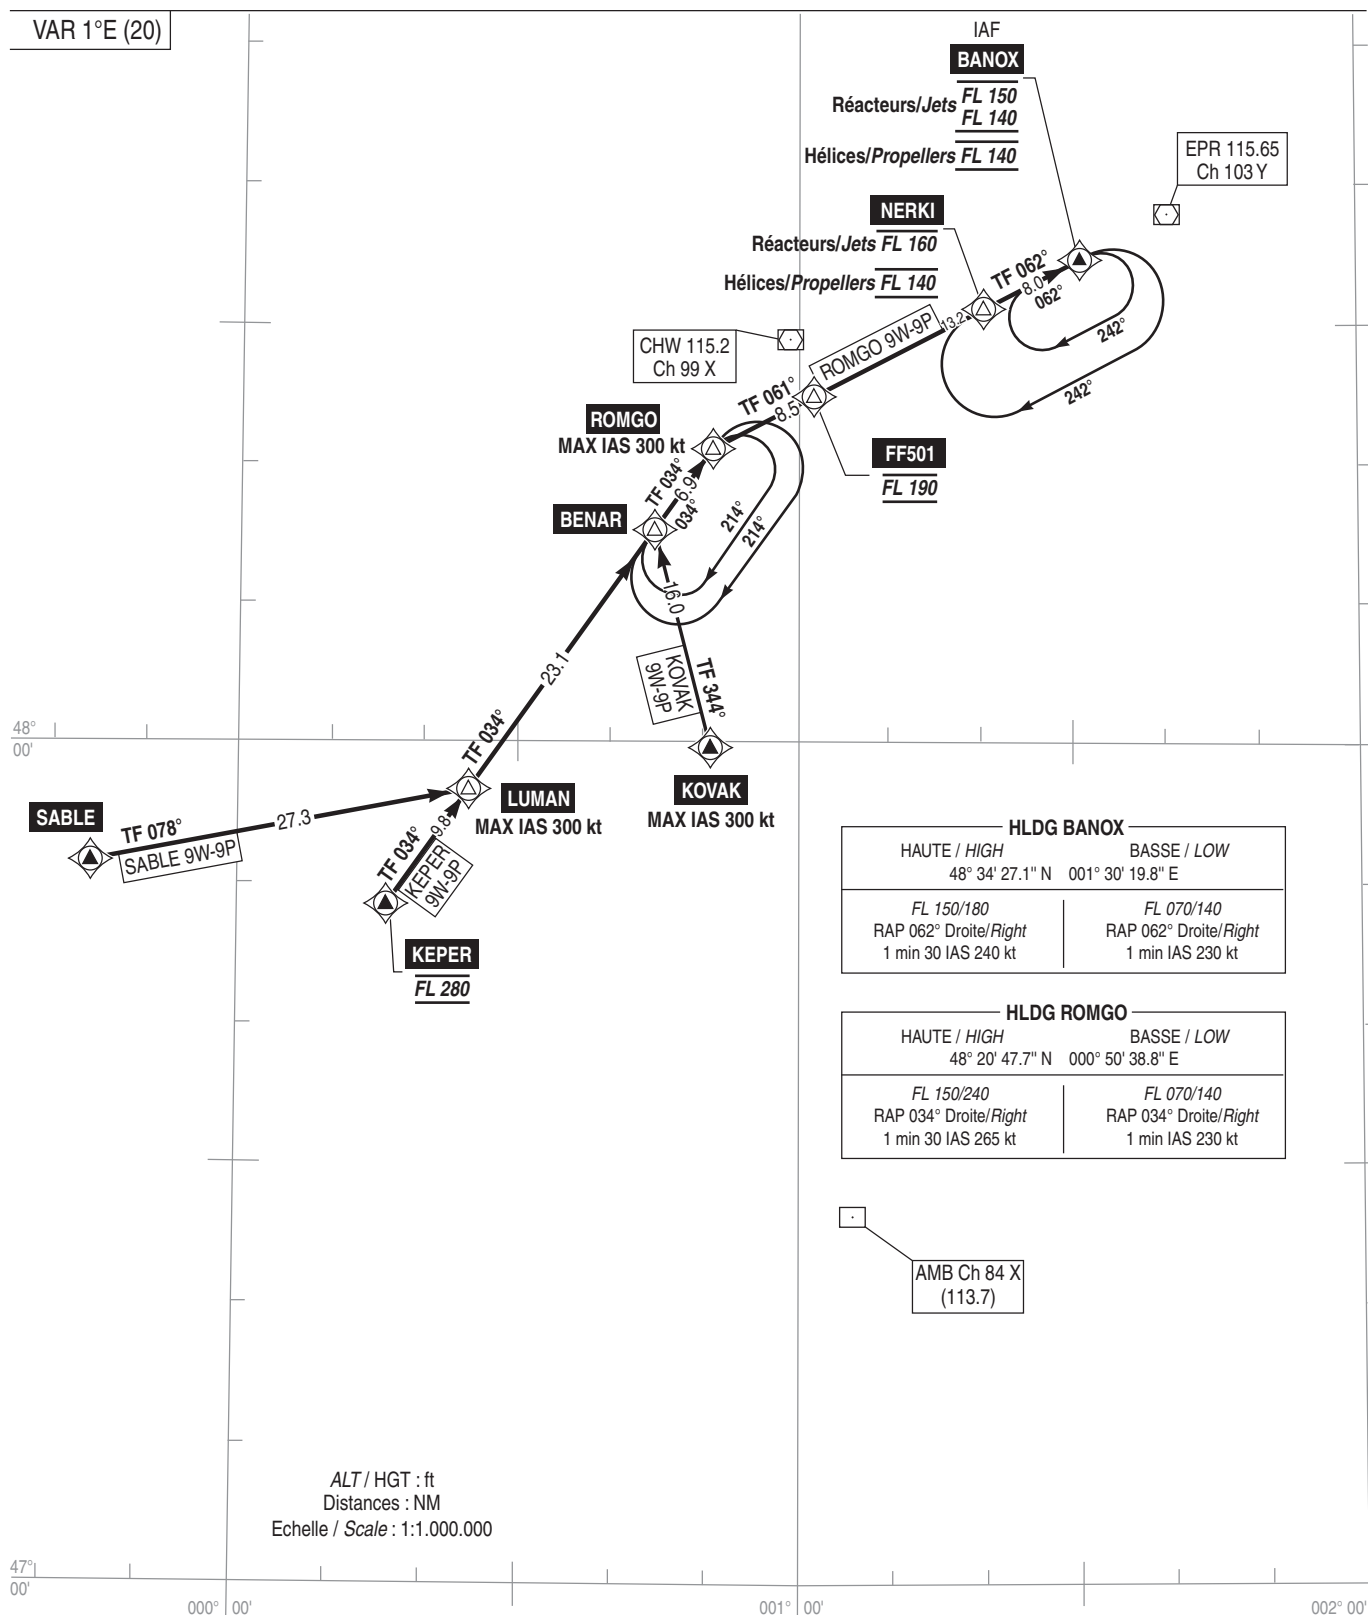 VAR 1°E (20)
IAF
BANOX
Réacteurs/Jets FL 150
FL 140
Hélices/Propellers FL 140
EPR 115.65
Ch 103 Y
NERKI
Réacteurs/Jets FL 160
Hélices/Propellers FL 140
TF 062°
8.0
062°
242°
242°
CHW 115.2
Ch 99 X
ROMGO 9W-9P
13.2
TF 061°
8.5
ROMGO
MAX IAS 300 kt
FF501
FL 190
TF 034°
6.9
034°
214°
214°
BENAR
16.0
KOVAK
9W-9P
TF 344°
23.1
TF 034°
48°
00'
KOVAK
MAX IAS 300 kt
LUMAN
MAX IAS 300 kt
SABLE
TF 078°
27.3
SABLE 9W-9P
TF 034°
9.8
KEPER
9W-9P
KEPER
FL 280
HLDG BANOX
HAUTE / HIGH BASSE / LOW
48° 34' 27.1" N 001° 30' 19.8" E
FL 150/180 FL 070/140
RAP 062° Droite/Right RAP 062° Droite/Right
1 min 30 IAS 240 kt 1 min IAS 230 kt
HLDG ROMGO
HAUTE / HIGH BASSE / LOW
48° 20' 47.7" N 000° 50' 38.8" E
FL 150/240 FL 070/140
RAP 034° Droite/Right RAP 034° Droite/Right
1 min 30 IAS 265 kt 1 min IAS 230 kt
AMB Ch 84 X
(113.7)
ALT / HGT : ft
Distances : NM
Echelle / Scale : 1:1.000.000
47°
00'
000° 00'
001° 00'
002° 00'